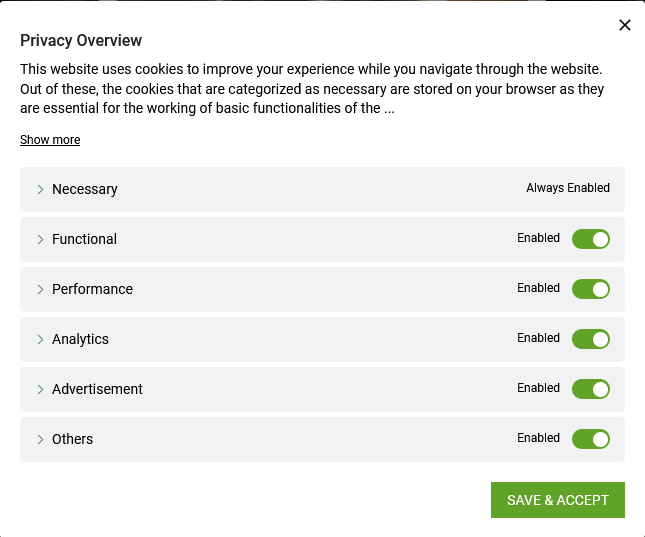 Privacy Overview
This website uses cookies to improve your experience while you navigate through the website.
Out of these, the cookies that are categorized as necessary are stored on your browser as they
are essential for the working of basic functionalities of the ...
Show more
Necessary Always Enabled
Functional Enabled
Performance Enabled
Analytics Enabled
Advertisement Enabled
Others Enabled
SAVE & ACCEPT